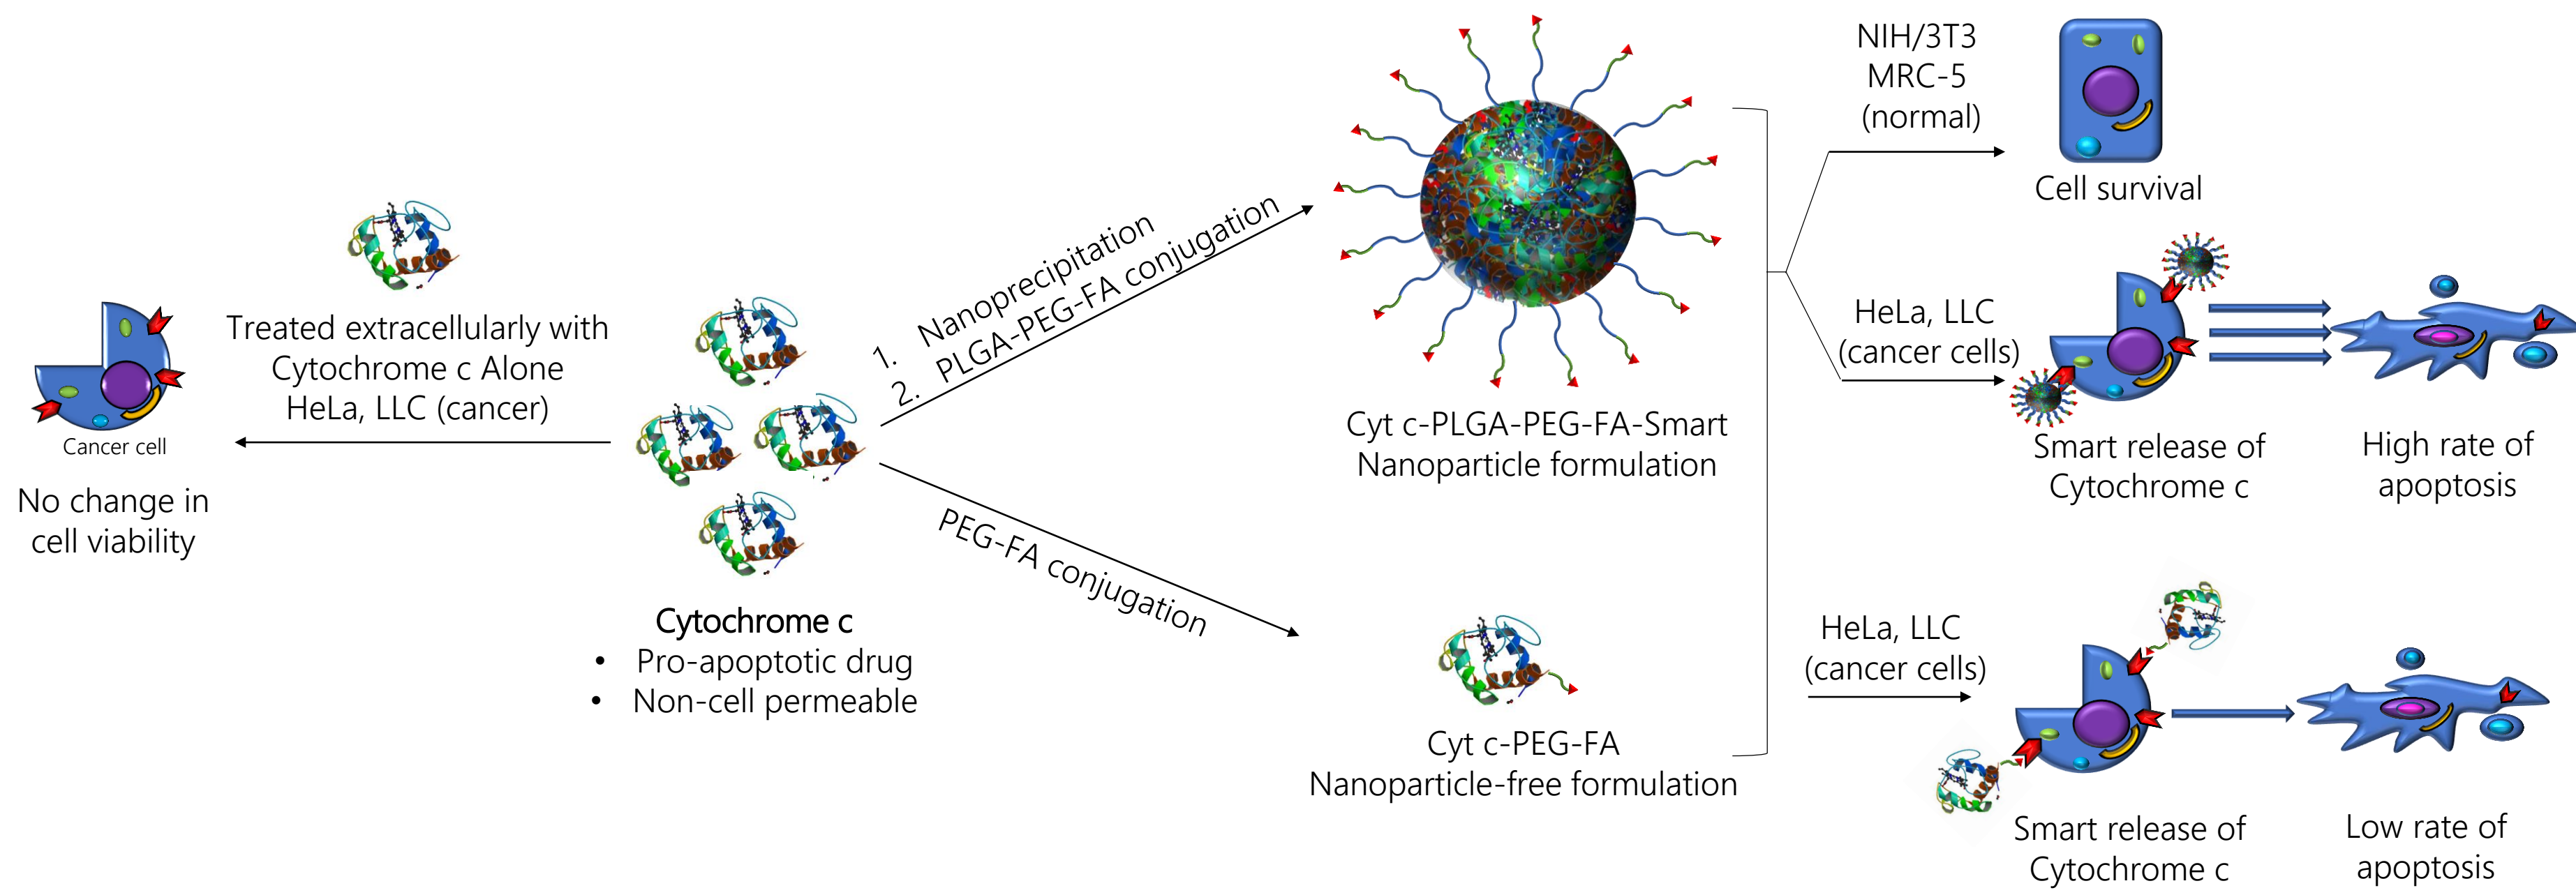 Treated extracellularly with
Cytochrome c Alone
HeLa, LLC (cancer)
Cancer cell
No change in
cell viability
Cytochrome c
• Pro-apoptotic drug
• Non-cell permeable
1. Nanoprecipitation
2. PLGA-PEG-FA conjugation
PEG-FA conjugation
Cyt c-PLGA-PEG-FA-Smart
Nanoparticle formulation
Cyt c-PEG-FA
Nanoparticle-free formulation
NIH/3T3
MRC-5
(normal)
Cell survival
HeLa, LLC
(cancer cells)
Smart release of
Cytochrome c
High rate of
apoptosis
HeLa, LLC
(cancer cells)
Smart release of
Cytochrome c
Low rate of
apoptosis